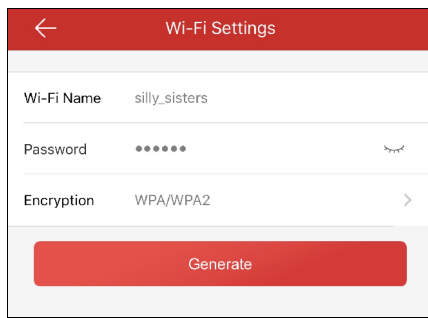 Wi-Fi Settings
Wi-Fi Name silly_sisters
Password ●●●●●●
Encryption WPA/WPA2
Generate